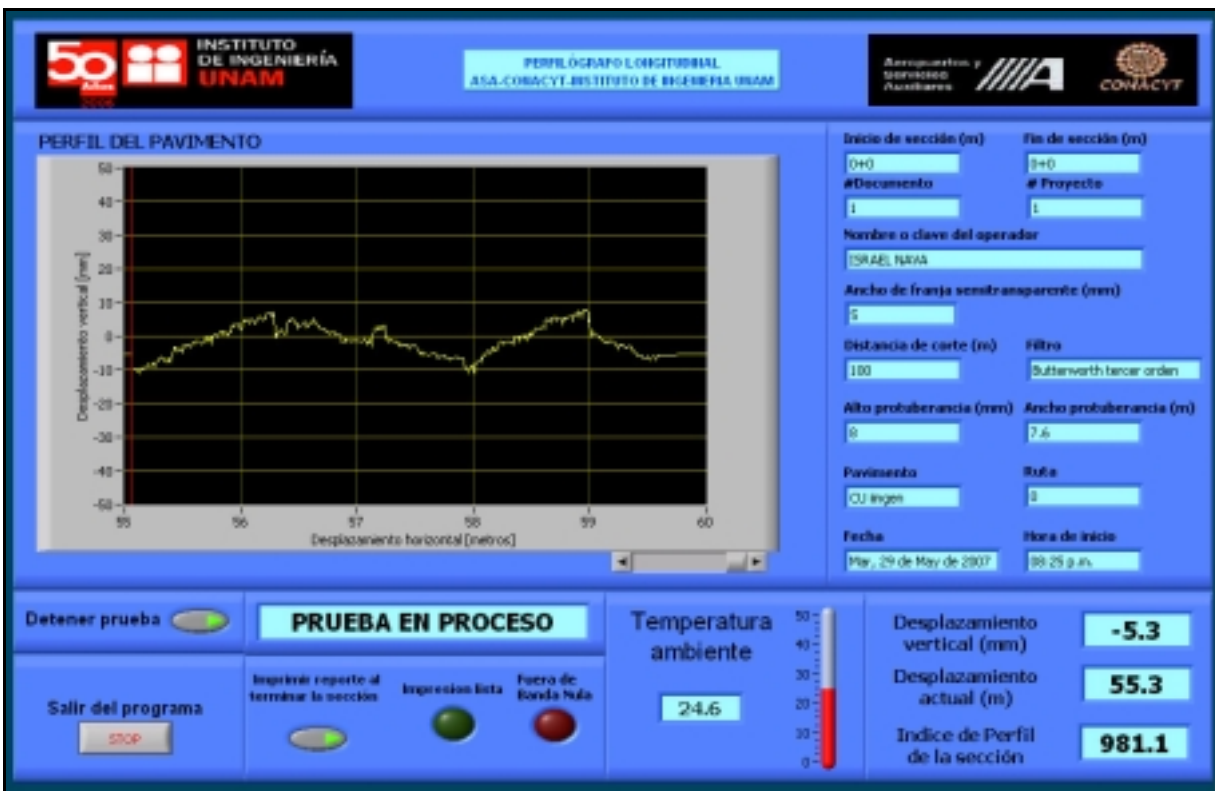 50
Años
2006
INSTITUTO
DE INGENIERÍA
UNAM
PERFILÓGRAFO LONGITUDINAL
ASA-CONACYT-INSTITUTO DE INGENIERIA UNAM
Aeropuertos y
Servicios
Auxiliares
CONACYT
PERFIL DEL PAVIMENTO
50
40
30
20
10
0
-10
-20
-30
-40
-50
Desplazamiento vertical [mm]
55 56 57 58 59 60
Desplazamiento horizontal [metros]
Inicio de sección (m) Fin de sección (m)
0+0 0+0
#Documento # Proyecto
1 1
Nombre o clave del operador
ISRAEL NAVA
Ancho de franja semitransparente (mm)
5
Distancia de corte (m) Filtro
100 Butterworth tercer orden
Alto protuberancia (mm) Ancho protuberancia (m)
8 7.6
Pavimento Ruta
CU ingen 0
Fecha Hora de inicio
Mar, 29 de May de 2007 08:25 p.m.
Detener prueba
PRUEBA EN PROCESO
Salir del programa
STOP
Imprimir reporte al
terminar la sección
Impresion lista
Fuera de
Banda Nula
Temperatura
ambiente
24.6
50
40
30
20
10
0
Desplazamiento
vertical (mm)
-5.3
Desplazamiento
actual (m)
55.3
Indice de Perfil
de la sección
981.1